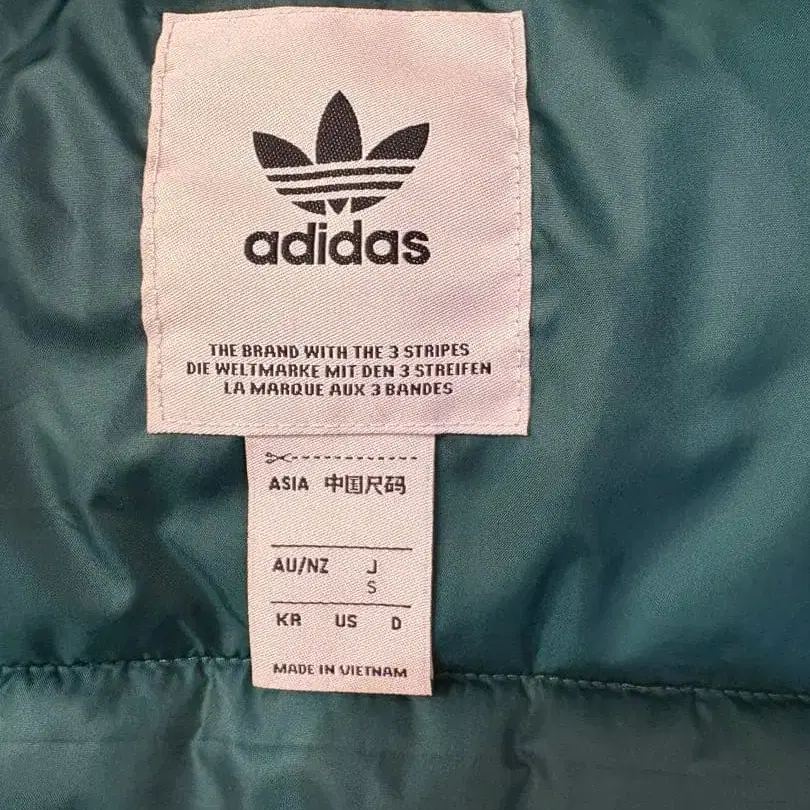 adidas
THE BRAND WITH THE 3 STRIPES
DIE WELTMARKE MIT DEN 3 STREIFEN
LA MARQUE AUX 3 BANDES
ASIA 中国尺码
AU/NZ J
S
KR US D
MADE IN VIETNAM